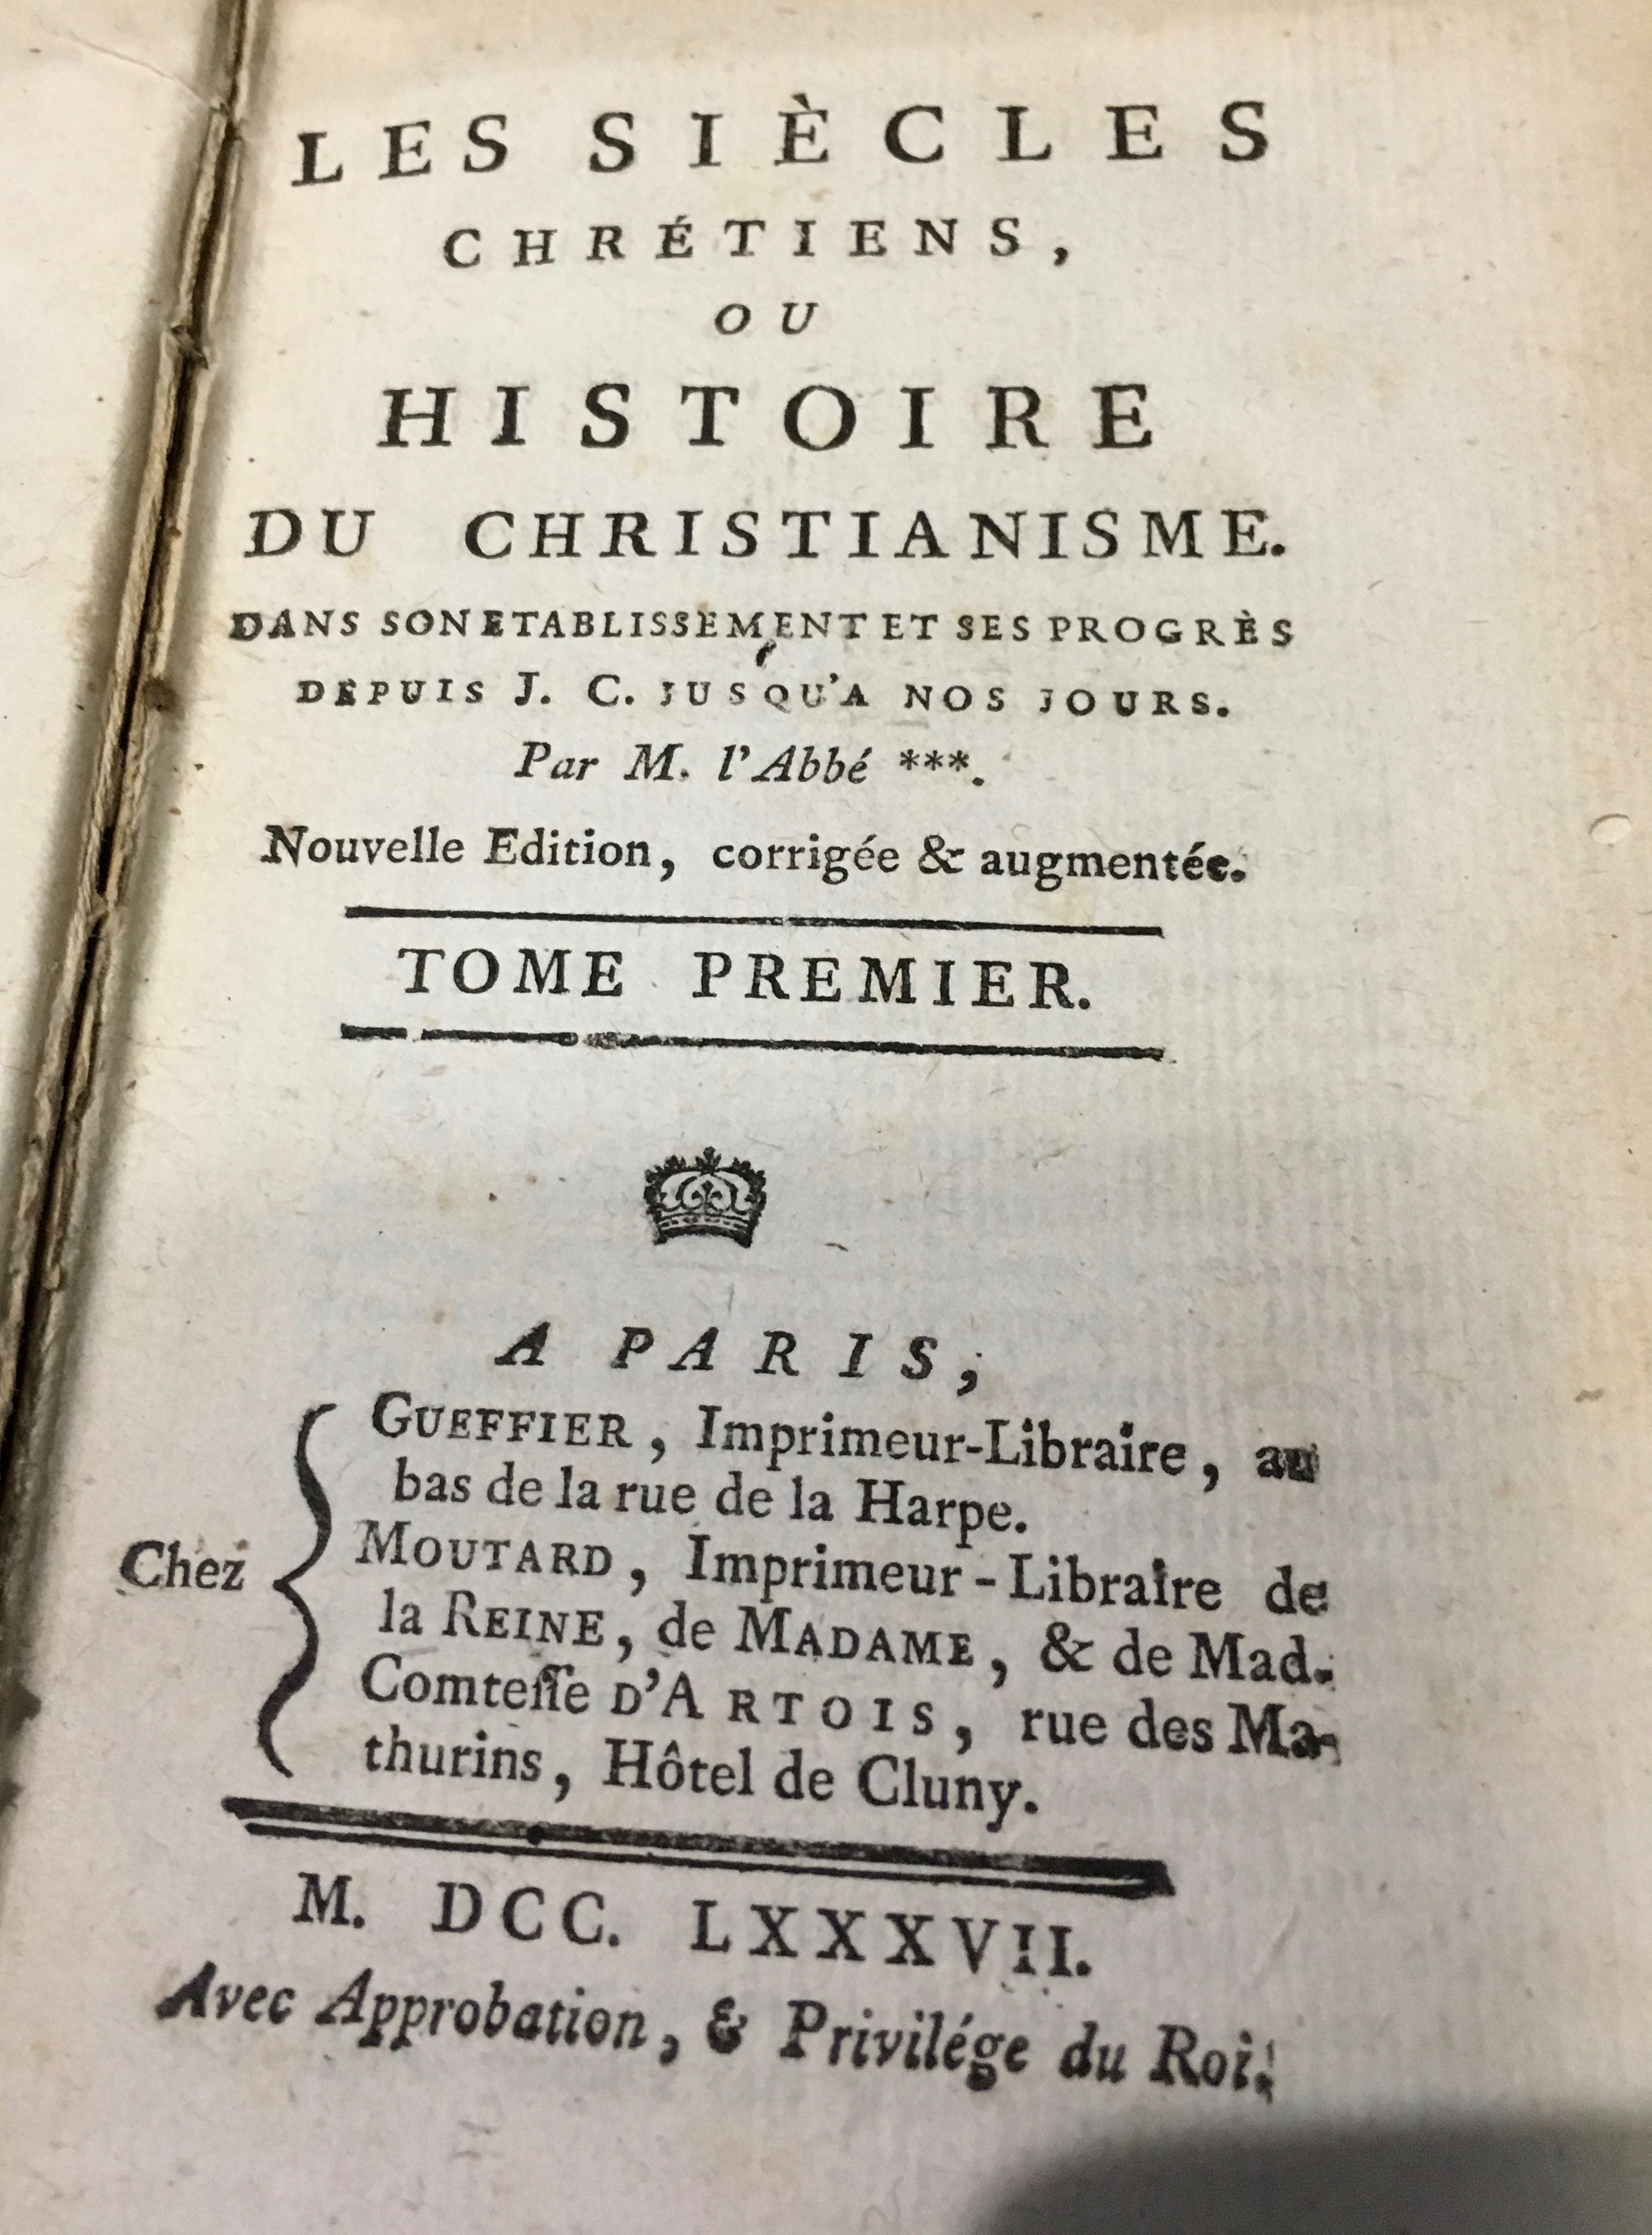 LES SIÈCLES
CHRÉTIENS,
OU
HISTOIRE
DU CHRISTIANISME.
DANS SON ETABLISSEMENT ET SES PROGRÈS
DEPUIS J. C. JUSQU'A NOS JOURS.
Par M. l'Abbé ***.
Nouvelle Edition, corrigée & augmentée.
TOME PREMIER.
A PARIS,
GUEFFIER, Imprimeur-Libraire, au
bas de la rue de la Harpe.
Chez
MOUTARD, Imprimeur-Libraire de
la REINE, de MADAME, & de Mad.
Comtesse D'ARTOIS, rue des Ma-
thurins, Hôtel de Cluny.
M. DCC. LXXXVII.
Avec Approbation, & Privilége du Roi.